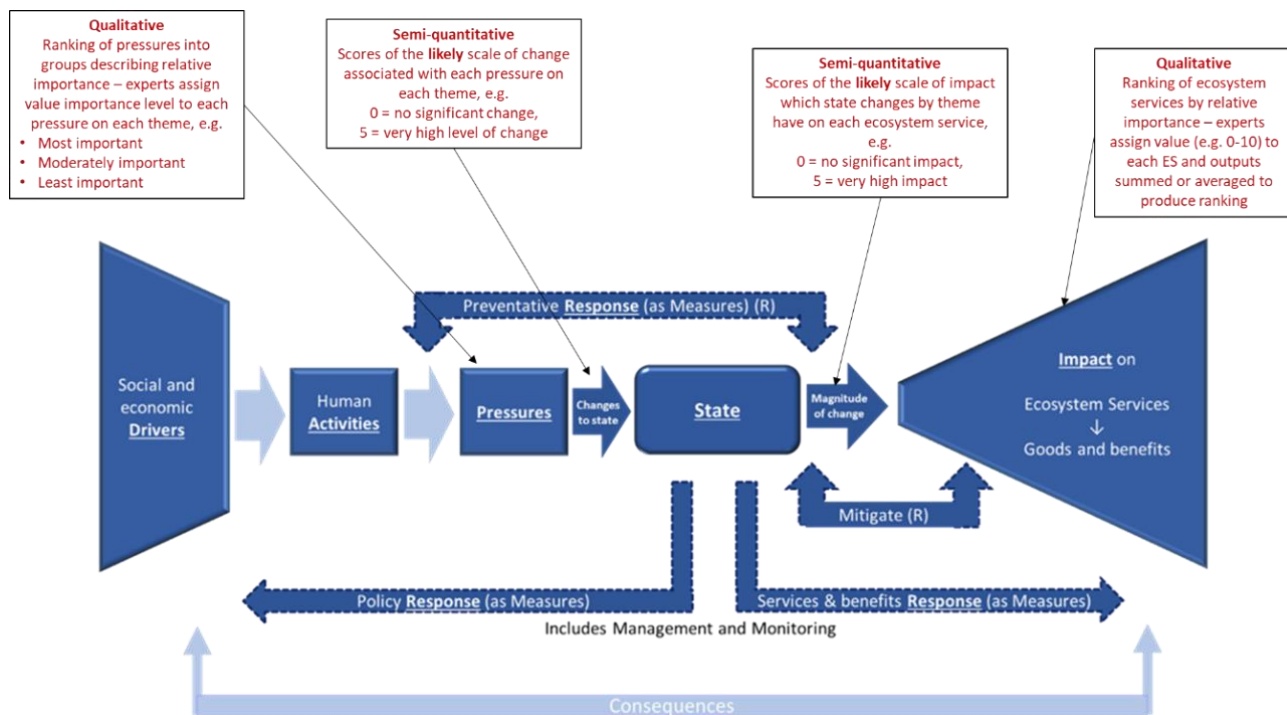 Qualitative
Ranking of pressures into
groups describing relative
importance – experts assign
value importance level to each
pressure on each theme, e.g.
• Most important
• Moderately important
• Least important
Semi-quantitative
Scores of the likely scale of change
associated with each pressure on
each theme, e.g.
0 = no significant change,
5 = very high level of change
Semi-quantitative
Scores of the likely scale of impact
which state changes by theme
have on each ecosystem service,
e.g.
0 = no significant impact,
5 = very high impact
Qualitative
Ranking of ecosystem
services by relative
importance – experts
assign value (e.g. 0-10) to
each ES and outputs
summed or averaged to
produce ranking
Preventative Response (as Measures) (R)
Social and
economic
Drivers
Human
Activities
Pressures
Changes
to state
State
Magnitude
of change
Impact on
Ecosystem Services
↓
Goods and benefits
Mitigate (R)
Policy Response (as Measures)
Services & benefits Response (as Measures)
Includes Management and Monitoring
Consequences